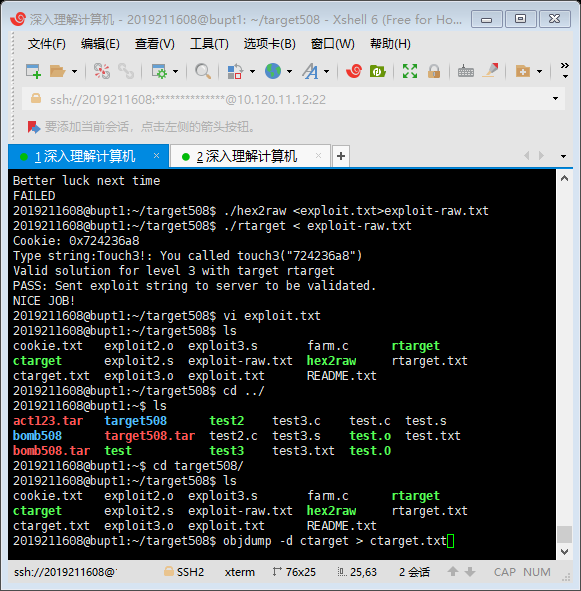 深入理解计算机 - 2019211608@bupt1: ~/target508 - Xshell 6 (Free for Ho...
文件(F) 编辑(E) 查看(V) 工具(T) 选项卡(B) 窗口(W) 帮助(H)
ssh://2019211608:**************@10.120.11.12:22
要添加当前会话，点击左侧的箭头按钮。
1 深入理解计算机 × 2 深入理解计算机 × +
Better luck next time
FAILED
2019211608@bupt1:~/target508$ ./hex2raw <exploit.txt>exploit-raw.txt
2019211608@bupt1:~/target508$ ./rtarget < exploit-raw.txt
Cookie: 0x724236a8
Type string:Touch3!: You called touch3("724236a8")
Valid solution for level 3 with target rtarget
PASS: Sent exploit string to server to be validated.
NICE JOB!
2019211608@bupt1:~/target508$ vi exploit.txt
2019211608@bupt1:~/target508$ ls
cookie.txt exploit2.o exploit3.s farm.c rtarget
ctarget exploit2.s exploit-raw.txt hex2raw rtarget.txt
ctarget.txt exploit3.o exploit.txt README.txt
2019211608@bupt1:~/target508$ cd ../
2019211608@bupt1:~$ ls
act123.tar target508 test2 test3.c test.c test.s
bomb508 target508.tar test2.c test3.s test.o test.txt
bomb508.tar test test3 test3.txt test.O
2019211608@bupt1:~$ cd target508/
2019211608@bupt1:~/target508$ ls
cookie.txt exploit2.o exploit3.s farm.c rtarget
ctarget exploit2.s exploit-raw.txt hex2raw rtarget.txt
ctarget.txt exploit3.o exploit.txt README.txt
2019211608@bupt1:~/target508$ objdump -d ctarget > ctarget.txt
ssh://2019211608@ SSH2 xterm 76x25 25,63 2 会话 CAP NUM